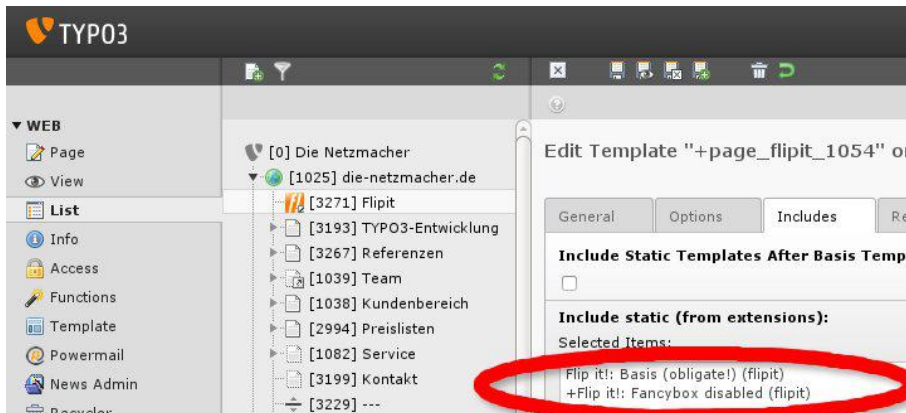 TYPO3
WEB
Page
View
List
Info
Access
Functions
Template
Powermail
News Admin
Recycler
[0] Die Netzmacher
[1025] die-netzmacher.de
[3271] Flipit
[3193] TYPO3-Entwicklung
[3267] Referenzen
[1039] Team
[1038] Kundenbereich
[2994] Preislisten
[1082] Service
[3199] Kontakt
[3229] ---
Edit Template "+page_flipit_1054" o
General Options Includes Re
Include Static Templates After Basis Temp
Include static (from extensions):
Selected Items:
Flip it!: Basis (obligate!) (flipit)
+Flip it!: Fancybox disabled (flipit)